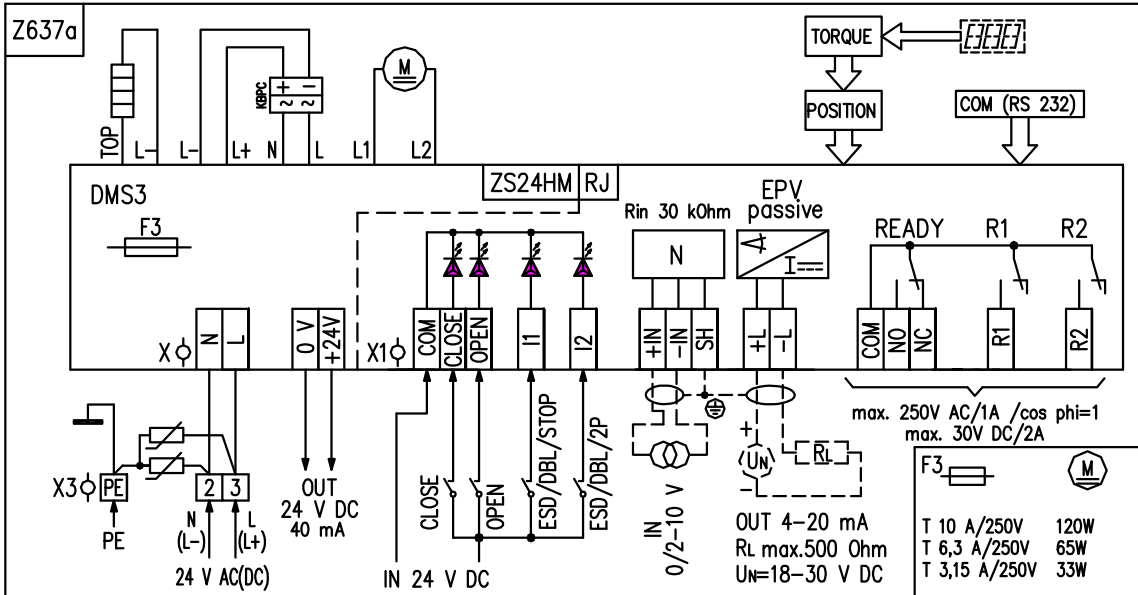 Z637a
TORQUE
8.8.8.8.
POSITION
COM (RS 232)
KBPC
+ −
~ ~
M
TOP
L−
L−
L+
N
L
L1
L2
DMS3
ZS24HM
RJ
F3
Rin 30 kOhm
N
EPV
passive
I
READY
R1
R2
X
N
L
0 V
+24V
X1
COM
CLOSE
OPEN
I1
I2
+IN
-IN
SH
+L
-L
COM
NO
NC
R1
R2
max. 250V AC/1A /cos phi=1
max. 30V DC/2A
X3
PE
2
3
PE
N
(L−)
L
(L+)
24 V AC(DC)
OUT
24 V DC
40 mA
CLOSE
OPEN
ESD/DBL/STOP
ESD/DBL/2P
IN 24 V DC
IN
0/2−10 V
+
UN
−
RL
OUT 4−20 mA
RL max.500 Ohm
UN=18−30 V DC
F3
M
T 10 A/250V 120W
T 6,3 A/250V 65W
T 3,15 A/250V 33W